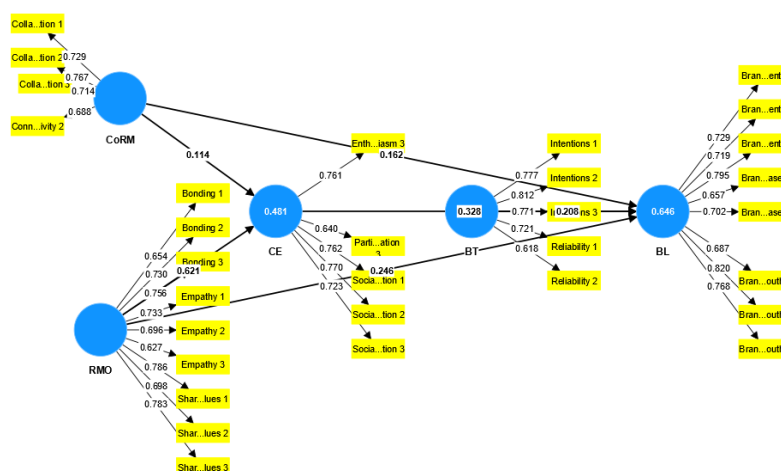 Colla...tion 1
0.729
Colla...tion 2
0.767
0.714
Conn...ivity 2
0.688
CoRM
0.114
0.162
Bonding 1
Bonding 2
Bonding 3
Empathy 1
Empathy 2
Empathy 3
Shar...lues 1
Shar...lues 2
Shar...lues 3
0.654
0.730
0.756
0.733
0.696
0.627
0.786
0.698
0.783
RMO
0.621
0.246
0.481
CE
Enth...iasm 3
0.761
0.640
Parti...ation
3
0.762
Socia...tion 1
0.770
Socia...tion 2
0.723
Socia...tion 3
0.328
BT
Intentions 1
0.777
Intentions 2
0.812
0.771
0.208
0.721
Reliability 1
0.618
Reliability 2
0.646
BL
Bran...ent
0.729
Bran...ent
0.719
Bran...ent
0.795
Bran...ase
0.657
Bran...ase
0.702
Bran...outl
0.687
Bran...outl
0.820
Bran...outl
0.768